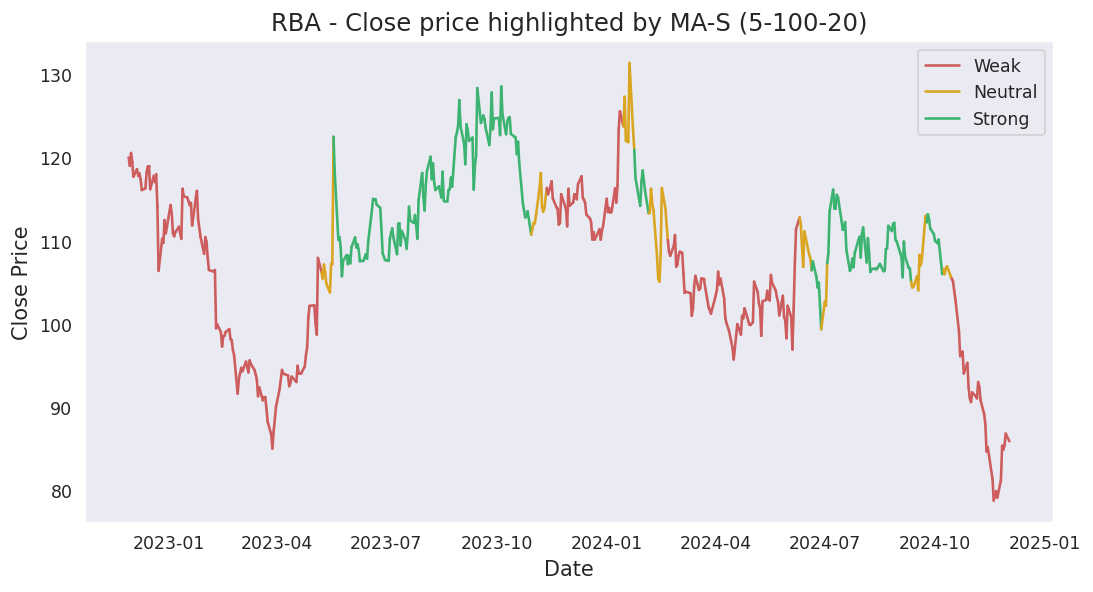 RBA - Close price highlighted by MA-S (5-100-20)
Weak
Neutral
Strong
Close Price
130
120
110
100
90
80
2023-01
2023-04
2023-07
2023-10
2024-01
2024-04
2024-07
2024-10
2025-01
Date